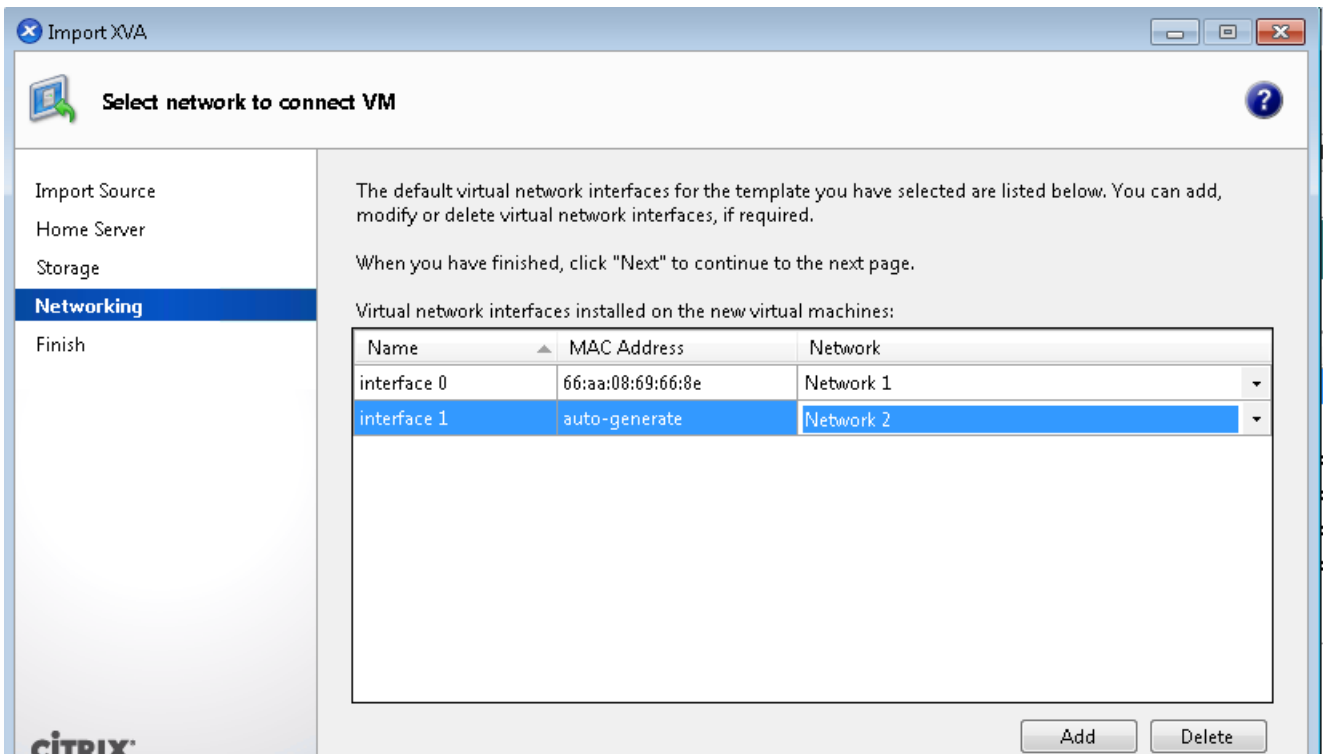 Import XVA
Select network to connect VM
?
Import Source
Home Server
Storage
Networking
Finish
The default virtual network interfaces for the template you have selected are listed below. You can add,
modify or delete virtual network interfaces, if required.
When you have finished, click "Next" to continue to the next page.
Virtual network interfaces installed on the new virtual machines:
Name MAC Address Network
interface 0 66:aa:08:69:66:8e Network 1
interface 1 auto-generate Network 2
Add Delete
CITRIX